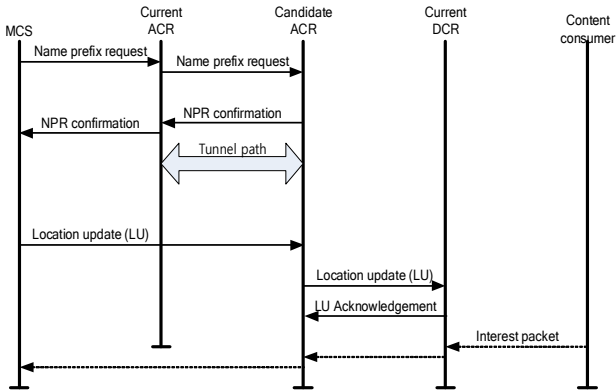 MCS
Current
ACR
Candidate
ACR
Current
DCR
Content
consumer
Name prefix request
Name prefix request
NPR confirmation
NPR confirmation
Tunnel path
Location update (LU)
Location update (LU)
LU Acknowledgement
Interest packet